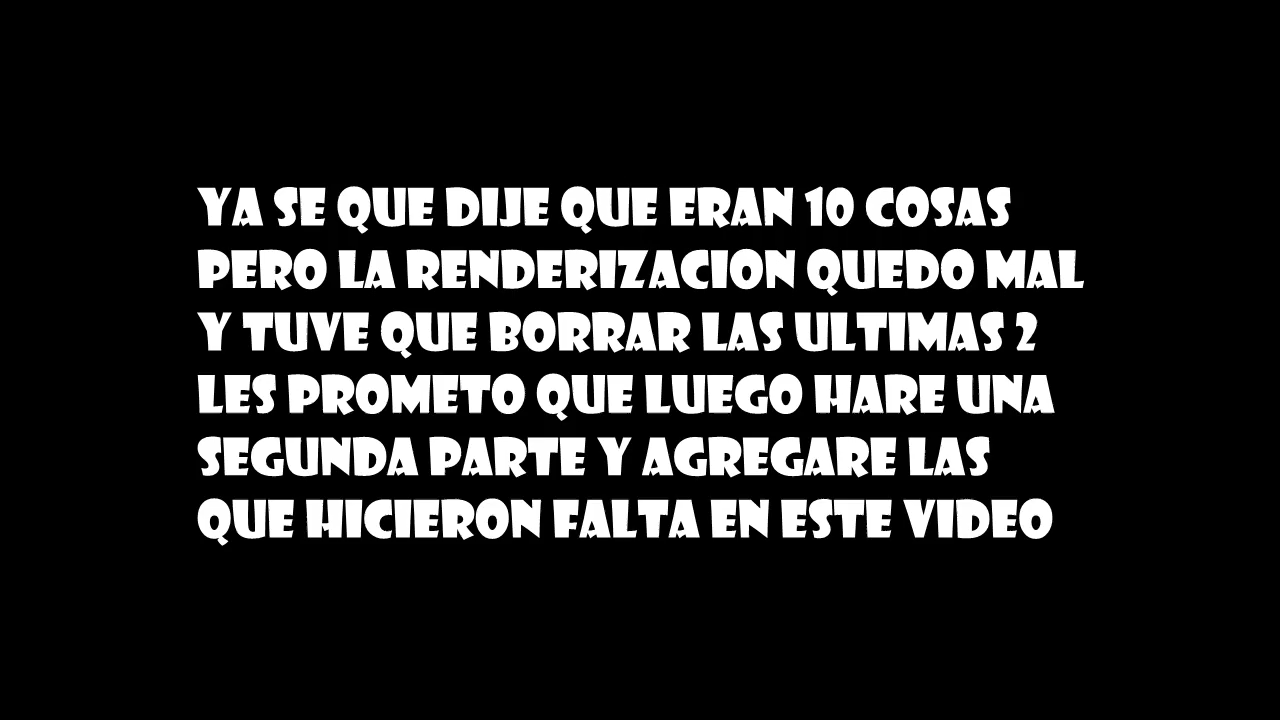 YA SE QUE DIJE QUE ERAN 10 COSAS
PERO LA RENDERIZACION QUEDO MAL
Y TUVE QUE BORRAR LAS ULTIMAS 2
LES PROMETO QUE LUEGO HARE UNA
SEGUNDA PARTE Y AGREGARE LAS
QUE HICIERON FALTA EN ESTE VIDEO